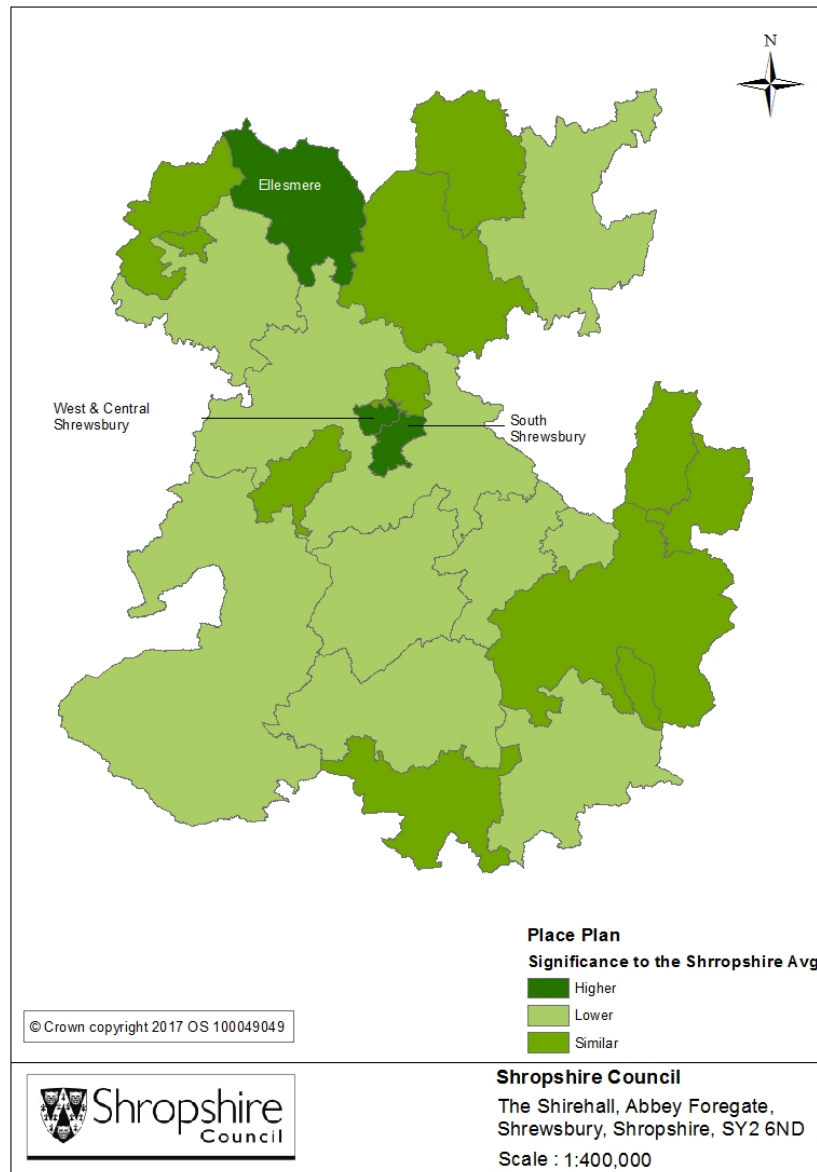 N
Ellesmere
West & Central
Shrewsbury
South
Shrewsbury
Place Plan
Significance to the Shrropshire Avg
Higher
Lower
Similar
© Crown copyright 2017 OS 100049049
Shropshire
Council
Shropshire Council
The Shirehall, Abbey Foregate,
Shrewsbury, Shropshire, SY2 6ND
Scale : 1:400,000